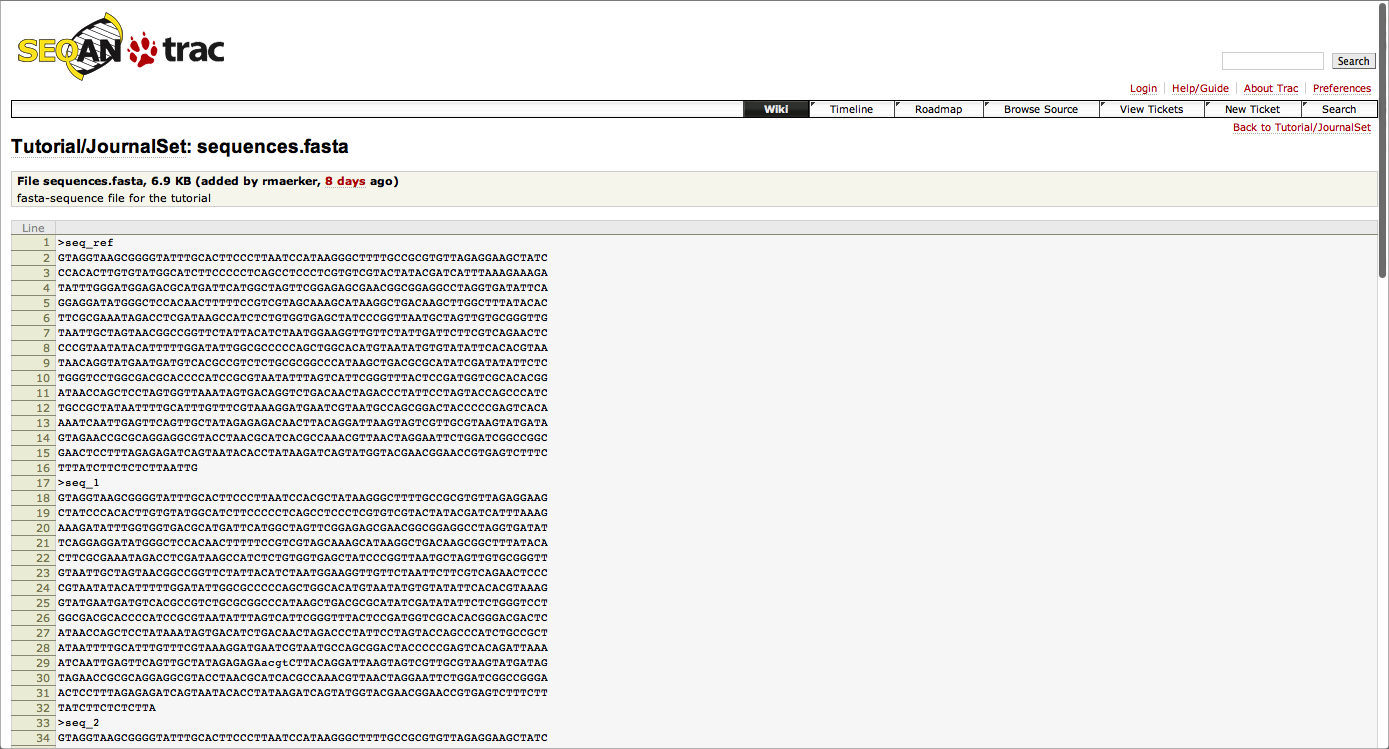 SEQAN trac
Search
Login Help/Guide About Trac Preferences
Wiki Timeline Roadmap Browse Source View Tickets New Ticket Search
Back to Tutorial/JournalSet
Tutorial/JournalSet: sequences.fasta
File sequences.fasta, 6.9 KB (added by rmaerker, 8 days ago)
fasta-sequence file for the tutorial
Line
1 >seq_ref
2 GTAGGTAAGCGGGGTATTTGCACTTCCCTTAATCCATAAGGGCTTTTGCCGCGTGTTAGAGGAAGCTATC
3 CCACACTTGTGTATGGCATCTTCCCCCTCAGCCTCCCTCGTGTCGTACTATACGATCATTTAAAGAAAGA
4 TATTTGGGATGGAGACGCATGATTCATGGCTAGTTCGGAGAGCGAACGGCGGAGGCCTAGGTGATATTCA
5 GGAGGATATGGGCTCCACAACTTTTTCCGTCGTAGCAAAGCATAAGGCTGACAAGCTTGGCTTTATACAC
6 TTCGCGAAATAGACCTCGATAAGCCATCTCTGTGGTGAGCTATCCCGGTTAATGCTAGTTGTGCGGGTTG
7 TAATTGCTAGTAACGGCCGGTTCTATTACATCTAATGGAAGGTTGTTCTATTGATTCTTCGTCAGAACTC
8 CCCGTAATATACATTTTTGGATATTGGCGCCCCCAGCTGGCACATGTAATATGTGTATATTCACACGTAA
9 TAACAGGTATGAATGATGTCACGCCGTCTCTGCGCGGCCCATAAGCTGACGCGCATATCGATATATTCTC
10 TGGGTCCTGGCGACGCACCCCATCCGCGTAATATTTAGTCATTCGGGTTTACTCCGATGGTCGCACACGG
11 ATAACCAGCTCCTAGTGGTTAAATAGTGACAGGTCTGACAACTAGACCCTATTCCTAGTACCAGCCCATC
12 TGCCGCTATAATTTTGCATTTGTTTCGTAAAGGATGAATCGTAATGCCAGCGGACTACCCCCGAGTCACA
13 AAATCAATTGAGTTCAGTTGCTATAGAGAGACAACTTACAGGATTAAGTAGTCGTTGCGTAAGTATGATA
14 GTAGAACCGCGCAGGAGGCGTACCTAACGCATCACGCCAAACGTTAACTAGGAATTCTGGATCGGCCGGC
15 GAACTCCTTTAGAGAGATCAGTAATACACCTATAAGATCAGTATGGTACGAACGGAACCGTGAGTCTTTC
16 TTTATCTTCTCTCTTAATTG
17 >seq_1
18 GTAGGTAAGCGGGGTATTTGCACTTCCCTTAATCCACGCTATAAGGGCTTTTGCCGCGTGTTAGAGGAAG
19 CTATCCCACACTTGTGTATGGCATCTTCCCCCTCAGCCTCCCTCGTGTCGTACTATACGATCATTTAAAG
20 AAAGATATTTGGTGGTGACGCATGATTCATGGCTAGTTCGGAGAGCGAACGGCGGAGGCCTAGGTGATAT
21 TCAGGAGGATATGGGCTCCACAACTTTTTCCGTCGTAGCAAAGCATAAGGCTGACAAGCGGCTTTATACA
22 CTTCGCGAAATAGACCTCGATAAGCCATCTCTGTGGTGAGCTATCCCGGTTAATGCTAGTTGTGCGGGTT
23 GTAATTGCTAGTAACGGCCGGTTCTATTACATCTAATGGAAGGTTGTTCTAATTCTTCGTCAGAACTCCC
24 CGTAATATACATTTTTGGATATTGGCGCCCCCAGCTGGCACATGTAATATGTGTATATTCACACGTAAAG
25 GTATGAATGATGTCACGCCGTCTGCGCGGCCCATAAGCTGACGCGCATATCGATATATTCTCTGGGTCCT
26 GGCGACGCACCCCATCCGCGTAATATTTAGTCATTCGGGTTTACTCCGATGGTCGCACACGGGACGACTC
27 ATAACCAGCTCCTATAAATAGTGACATCTGACAACTAGACCCTATTCCTAGTACCAGCCCATCTGCCGCT
28 ATAATTTTGCATTTGTTTCGTAAAGGATGAATCGTAATGCCAGCGGACTACCCCCGAGTCACAGATTAAA
29 ATCAATTGAGTTCAGTTGCTATAGAGAGAacgtCTTACAGGATTAAGTAGTCGTTGCGTAAGTATGATAG
30 TAGAACCGCGCAGGAGGCGTACCTAACGCATCACGCCAAACGTTAACTAGGAATTCTGGATCGGCCGGGA
31 ACTCCTTTAGAGAGATCAGTAATACACCTATAAGATCAGTATGGTACGAACGGAACCGTGAGTCTTTCTT
32 TATCTTCTCTCTTA
33 >seq_2
34 GTAGGTAAGCGGGGTATTTGCACTTCCCTTAATCCATAAGGGCTTTTGCCGCGTGTTAGAGGAAGCTATC